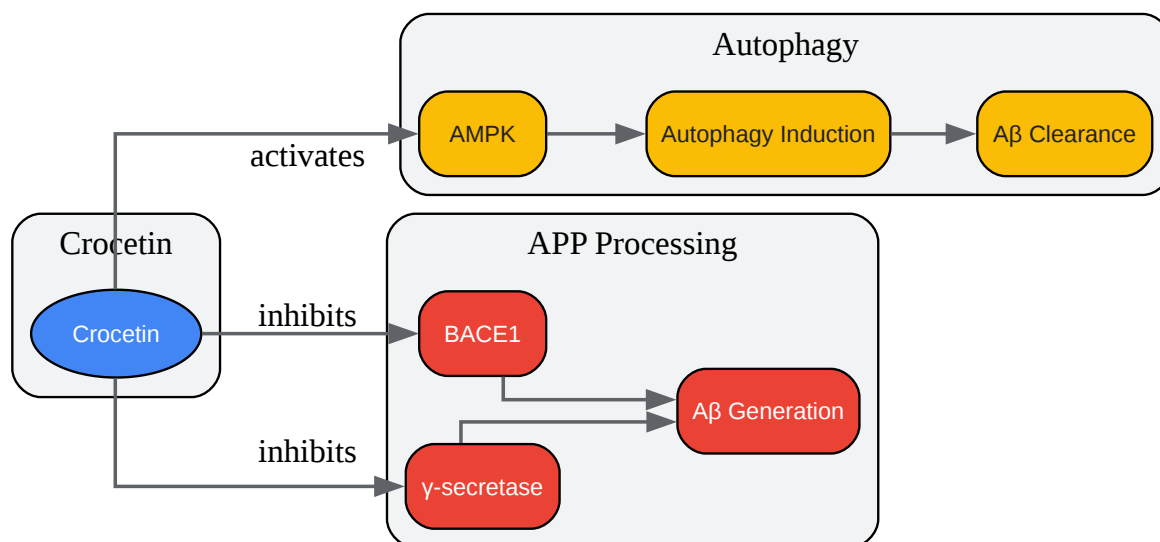 Autophagy
AMPK
Autophagy Induction
Aβ Clearance
activates
Crocetin
APP Processing
inhibits
BACE1
Crocetin
Aβ Generation
inhibits
γ-secretase